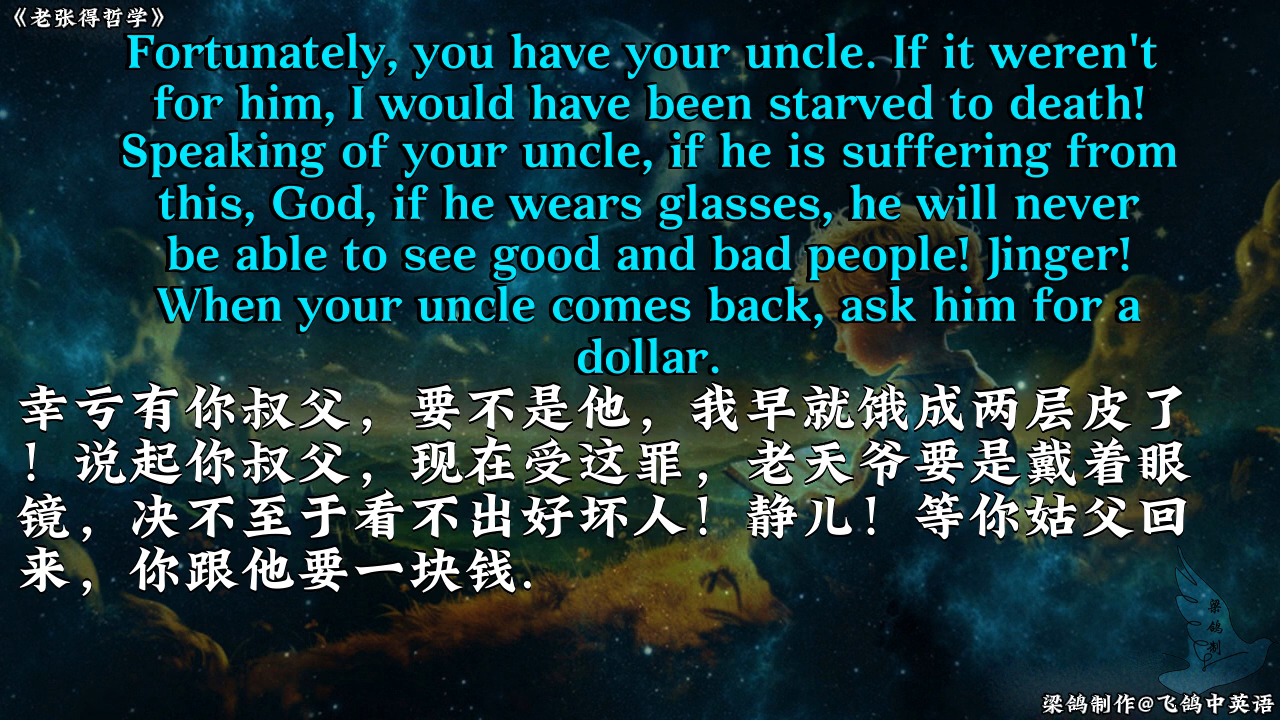 《老张得哲学》
Fortunately, you have your uncle. If it weren't
for him, I would have been starved to death!
Speaking of your uncle, if he is suffering from
this, God, if he wears glasses, he will never
be able to see good and bad people! Jinger!
When your uncle comes back, ask him for a
dollar.
幸亏有你叔父，要不是他，我早就饿成两层皮了
！说起你叔父，现在受这罪，老天爷要是戴着眼
镜，决不至于看不出好坏人！静儿！等你姑父回
来，你跟他要一块钱.
梁鸽制
梁鸽制作@飞鸽中英语